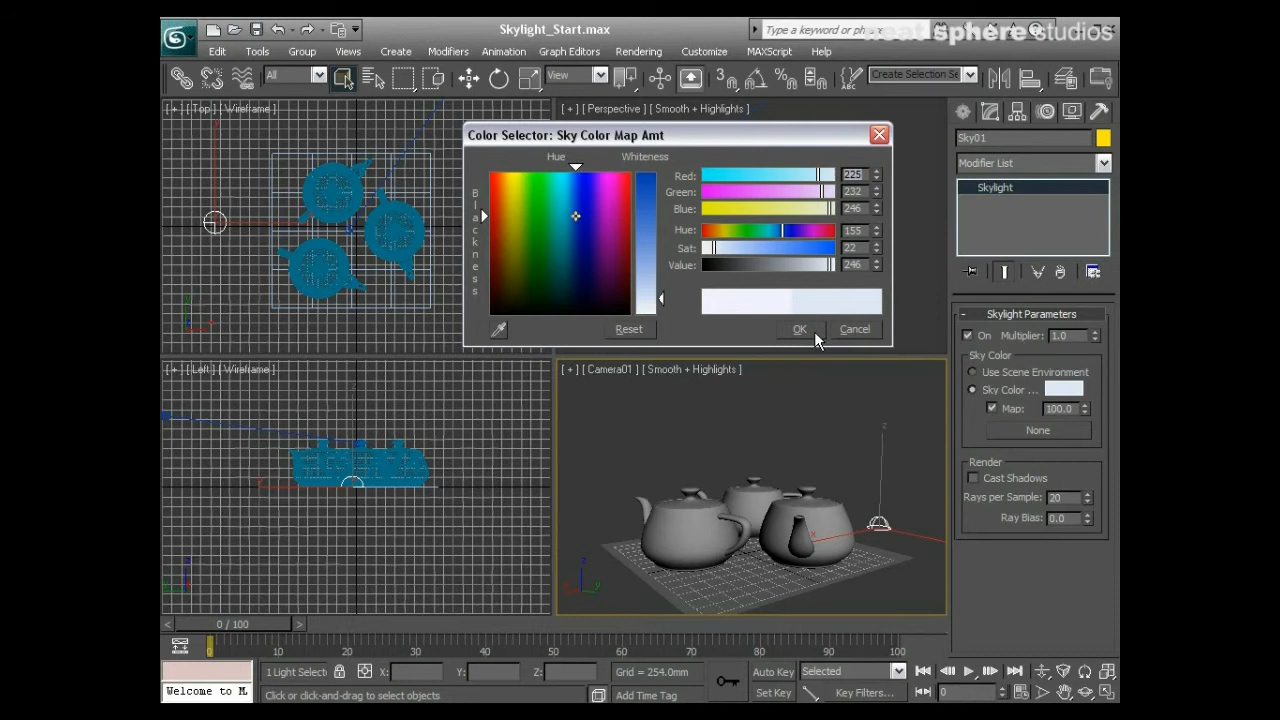 Skylight_Start.max
Type a keyword or ph
heat sphere studios
Edit Tools Group Views Create Modifiers Animation Graph Editors Rendering Customize MAXScript Help
All
View
3
%
ABC
Create Selection Se
[ + ] [ Top ] [ Wireframe ]
[ + ] [ Perspective ] [ Smooth + Highlights ]
Color Selector: Sky Color Map Amt
Hue
Whiteness
Blackness
Red: 225
Green: 232
Blue: 246
Hue: 155
Sat: 22
Value: 246
Reset
OK
Cancel
Sky01
Modifier List
Skylight
Skylight Parameters
On Multiplier: 1.0
Sky Color
Use Scene Environment
Sky Color ...
Map: 100.0
None
Render
Cast Shadows
Rays per Sample: 20
Ray Bias: 0.0
[ + ] [ Left ] [ Wireframe ]
[ + ] [ Camera01 ] [ Smooth + Highlights ]
z
x
z
y
x
< 0 / 100 >
0 10 20 30 40 50 60 70 80 90 100
1 Light Select
X:
Y:
Z:
Grid = 254.0mm
Auto Key
Selected
Welcome to M
Click or click-and-drag to select objects
Add Time Tag
Set Key
Key Filters...
0